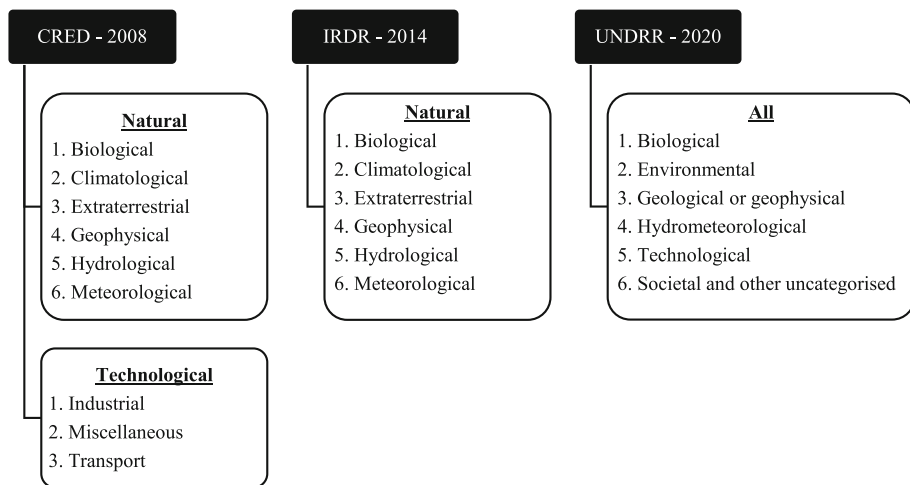 CRED - 2008
Natural
1. Biological
2. Climatological
3. Extraterrestrial
4. Geophysical
5. Hydrological
6. Meteorological
Technological
1. Industrial
2. Miscellaneous
3. Transport
IRDR - 2014
Natural
1. Biological
2. Climatological
3. Extraterrestrial
4. Geophysical
5. Hydrological
6. Meteorological
UNDRR - 2020
All
1. Biological
2. Environmental
3. Geological or geophysical
4. Hydrometeorological
5. Technological
6. Societal and other uncategorised